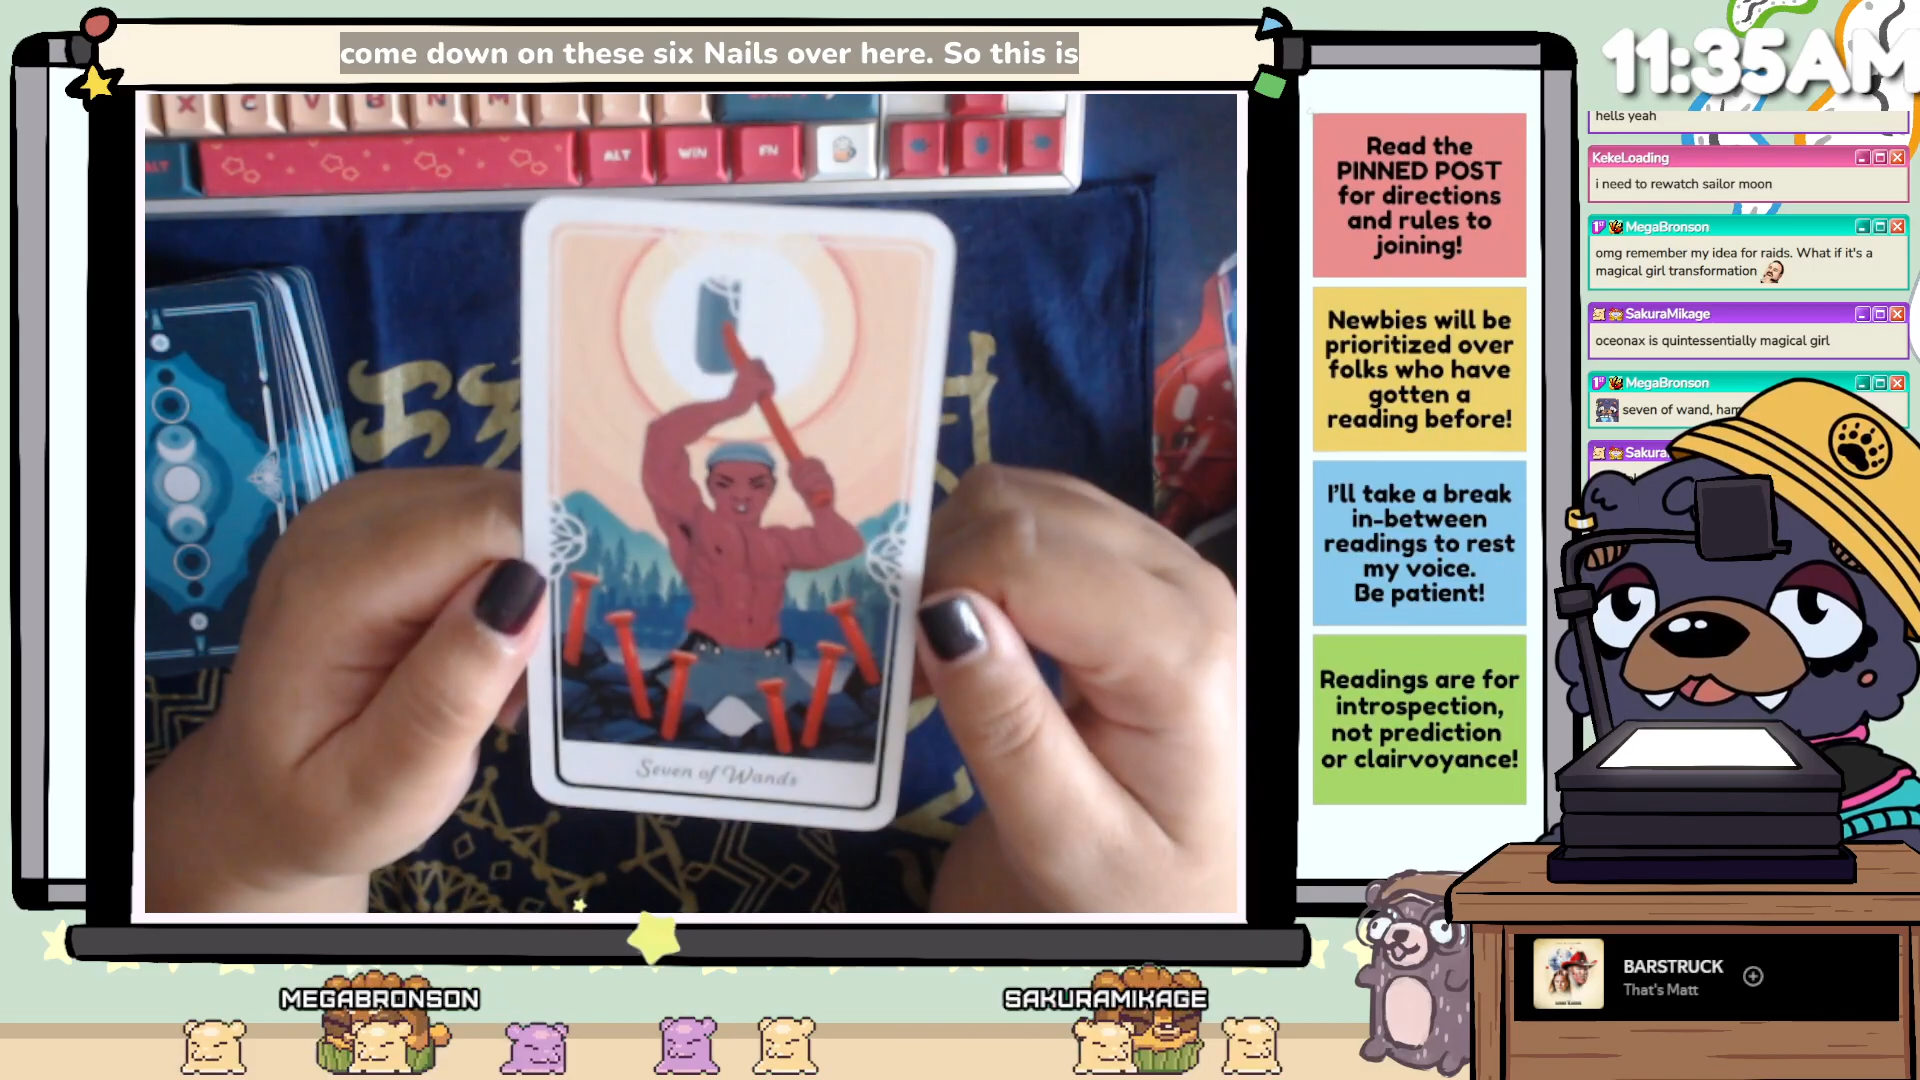 come down on these six Nails over here. So this is
11:35AM
X C V B N M
ALT
ALT WIN FN
Seven of Wands
Read the
PINNED POST
for directions
and rules to
joining!
Newbies will be
prioritized over
folks who have
gotten a
reading before!
I'll take a break
in-between
readings to rest
my voice.
Be patient!
Readings are for
introspection,
not prediction
or clairvoyance!
hells yeah
KekeLoading
i need to rewatch sailor moon
MegaBronson
omg remember my idea for raids. What if it's a
magical girl transformation
SakuraMikage
oceonax is quintessentially magical girl
MegaBronson
seven of wand, ham
Sakura
BARSTRUCK
That's Matt
MEGABRONSON
SAKURAMIKAGE